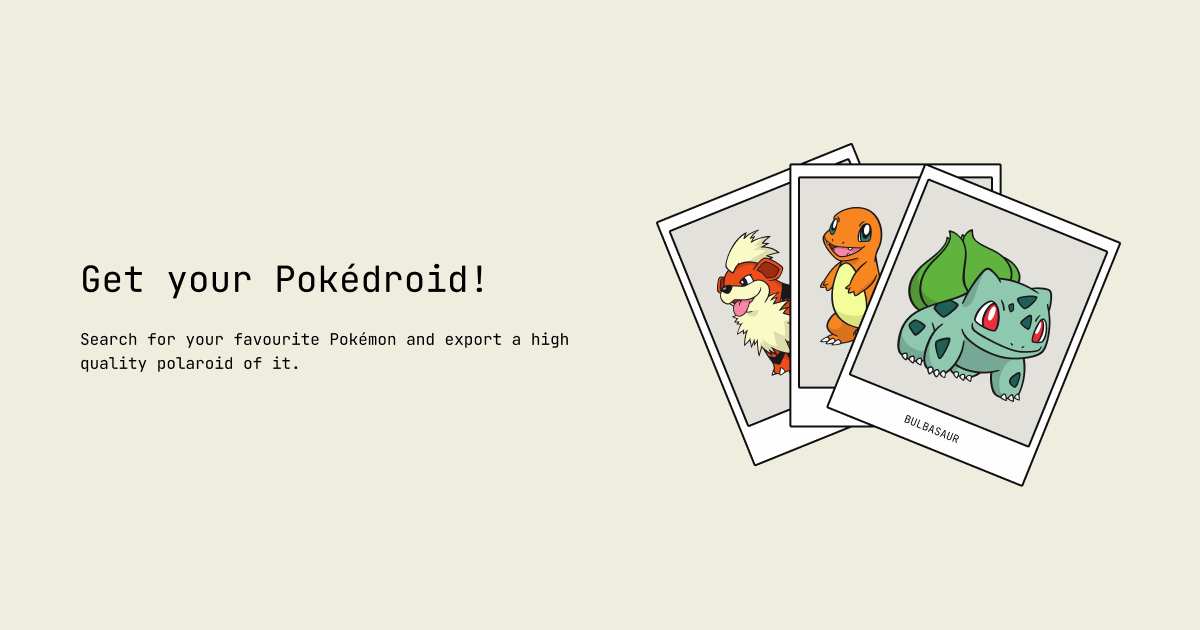 Get your Pokédroid!
Search for your favourite Pokémon and export a high
quality polaroid of it.
BULBASAUR